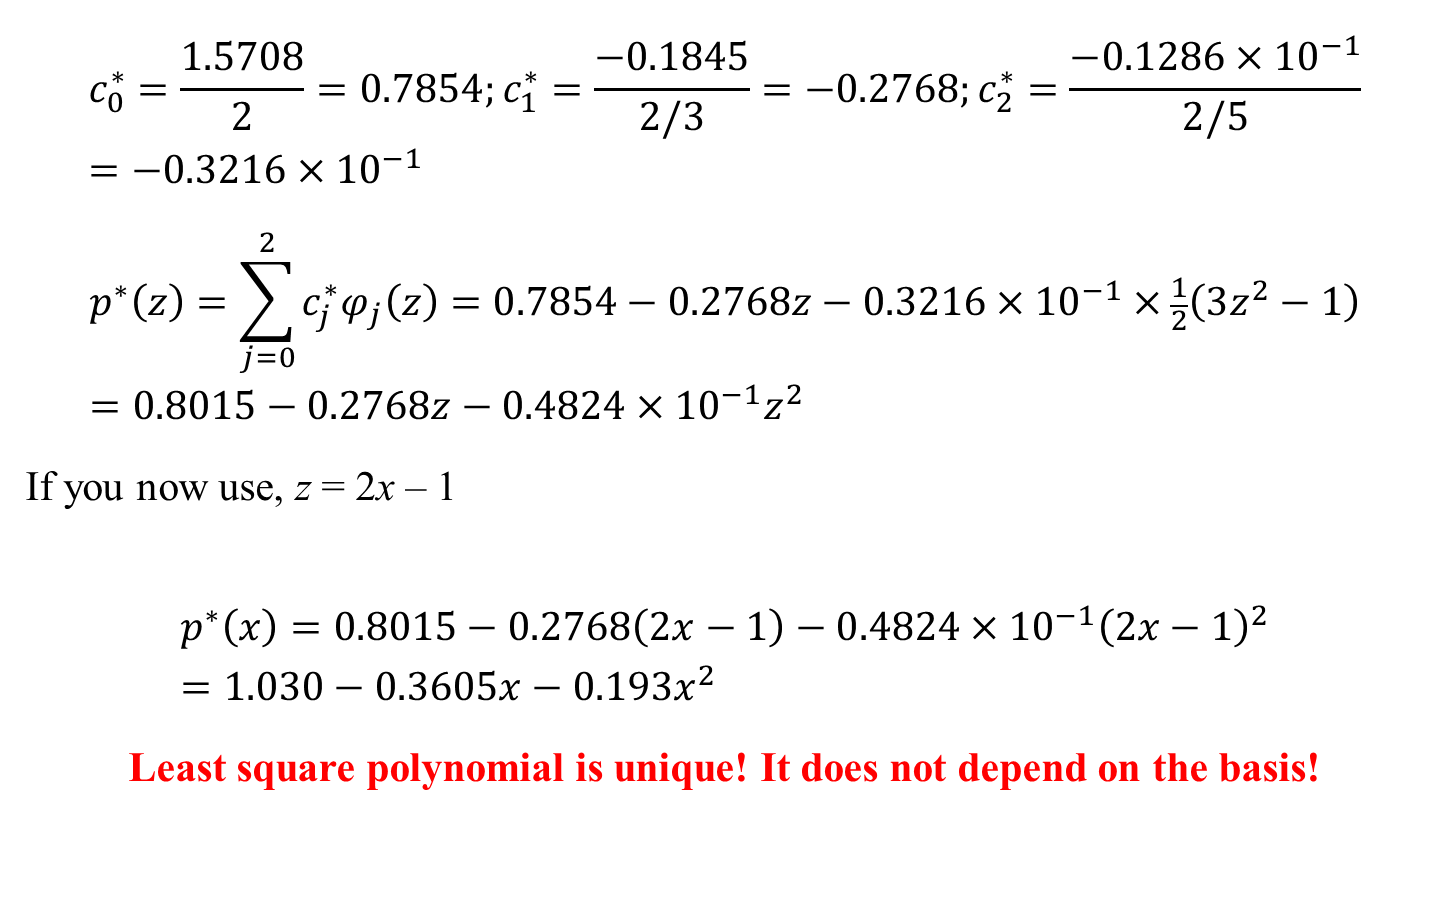 c₀* = 1.5708/2 = 0.7854; c₁* = −0.1845/(2/3) = −0.2768; c₂* = −0.1286 × 10⁻¹/(2/5)
= −0.3216 × 10⁻¹
p*(z) = ∑_{j=0}^{2} c_j* φ_j(z) = 0.7854 − 0.2768z − 0.3216 × 10⁻¹ × ½(3z² − 1)
= 0.8015 − 0.2768z − 0.4824 × 10⁻¹z²
If you now use, z = 2x – 1
p*(x) = 0.8015 − 0.2768(2x − 1) − 0.4824 × 10⁻¹(2x − 1)²
= 1.030 − 0.3605x − 0.193x²
Least square polynomial is unique! It does not depend on the basis!